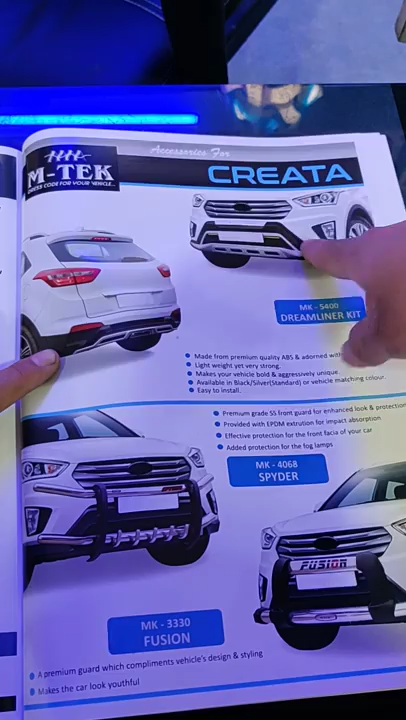 Accessories For
M-TEK
DRESS CODE FOR YOUR VEHICLE...
CREATA
MK - 5400
DREAMLINER KIT
Made from premium quality ABS & adorned with
Light weight yet very strong.
Makes your vehicle bold & aggressively unique
Available in Black/Silver(Standard) or vehicle matching colour.
Easy to install.
Premium grade SS front guard for enhanced look & protection
Provided with EPDM extrution for impact absorption
Effective protection for the front facia of your car
Added protection for the fog lamps
MK - 4068
SPYDER
FUSION
MK - 3330
FUSION
A premium guard which compliments vehicle's design & styling
Makes the car look youthful